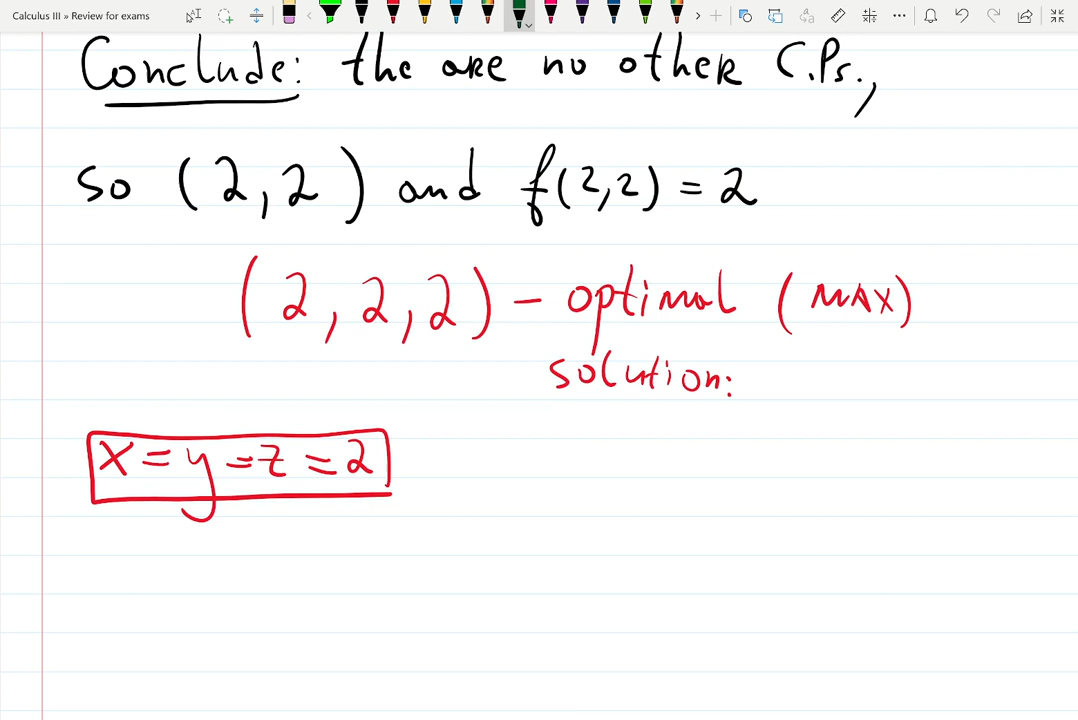 Calculus III » Review for exams
Conclude: the are no other C.Ps.,
so (2,2) and f(2,2) = 2
(2,2,2) - optimal (MAX)
solution:
x=y=z=2